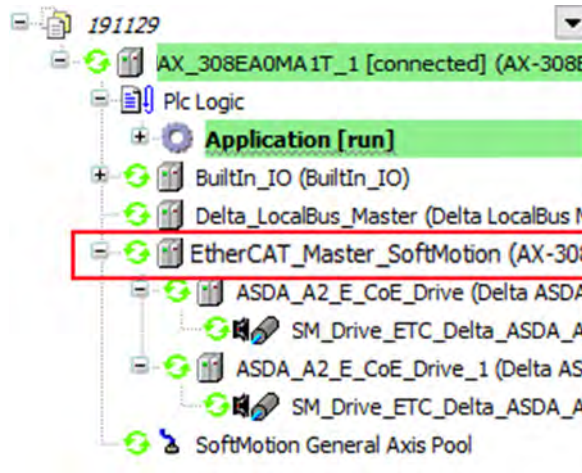 191129
AX_308EA0MA1T_1 [connected] (AX-308E
Plc Logic
Application [run]
BuiltIn_IO (BuiltIn_IO)
Delta_LocalBus_Master (Delta LocalBus M
EtherCAT_Master_SoftMotion (AX-308
ASDA_A2_E_CoE_Drive (Delta ASDA
SM_Drive_ETC_Delta_ASDA_A
ASDA_A2_E_CoE_Drive_1 (Delta AS
SM_Drive_ETC_Delta_ASDA_A
SoftMotion General Axis Pool